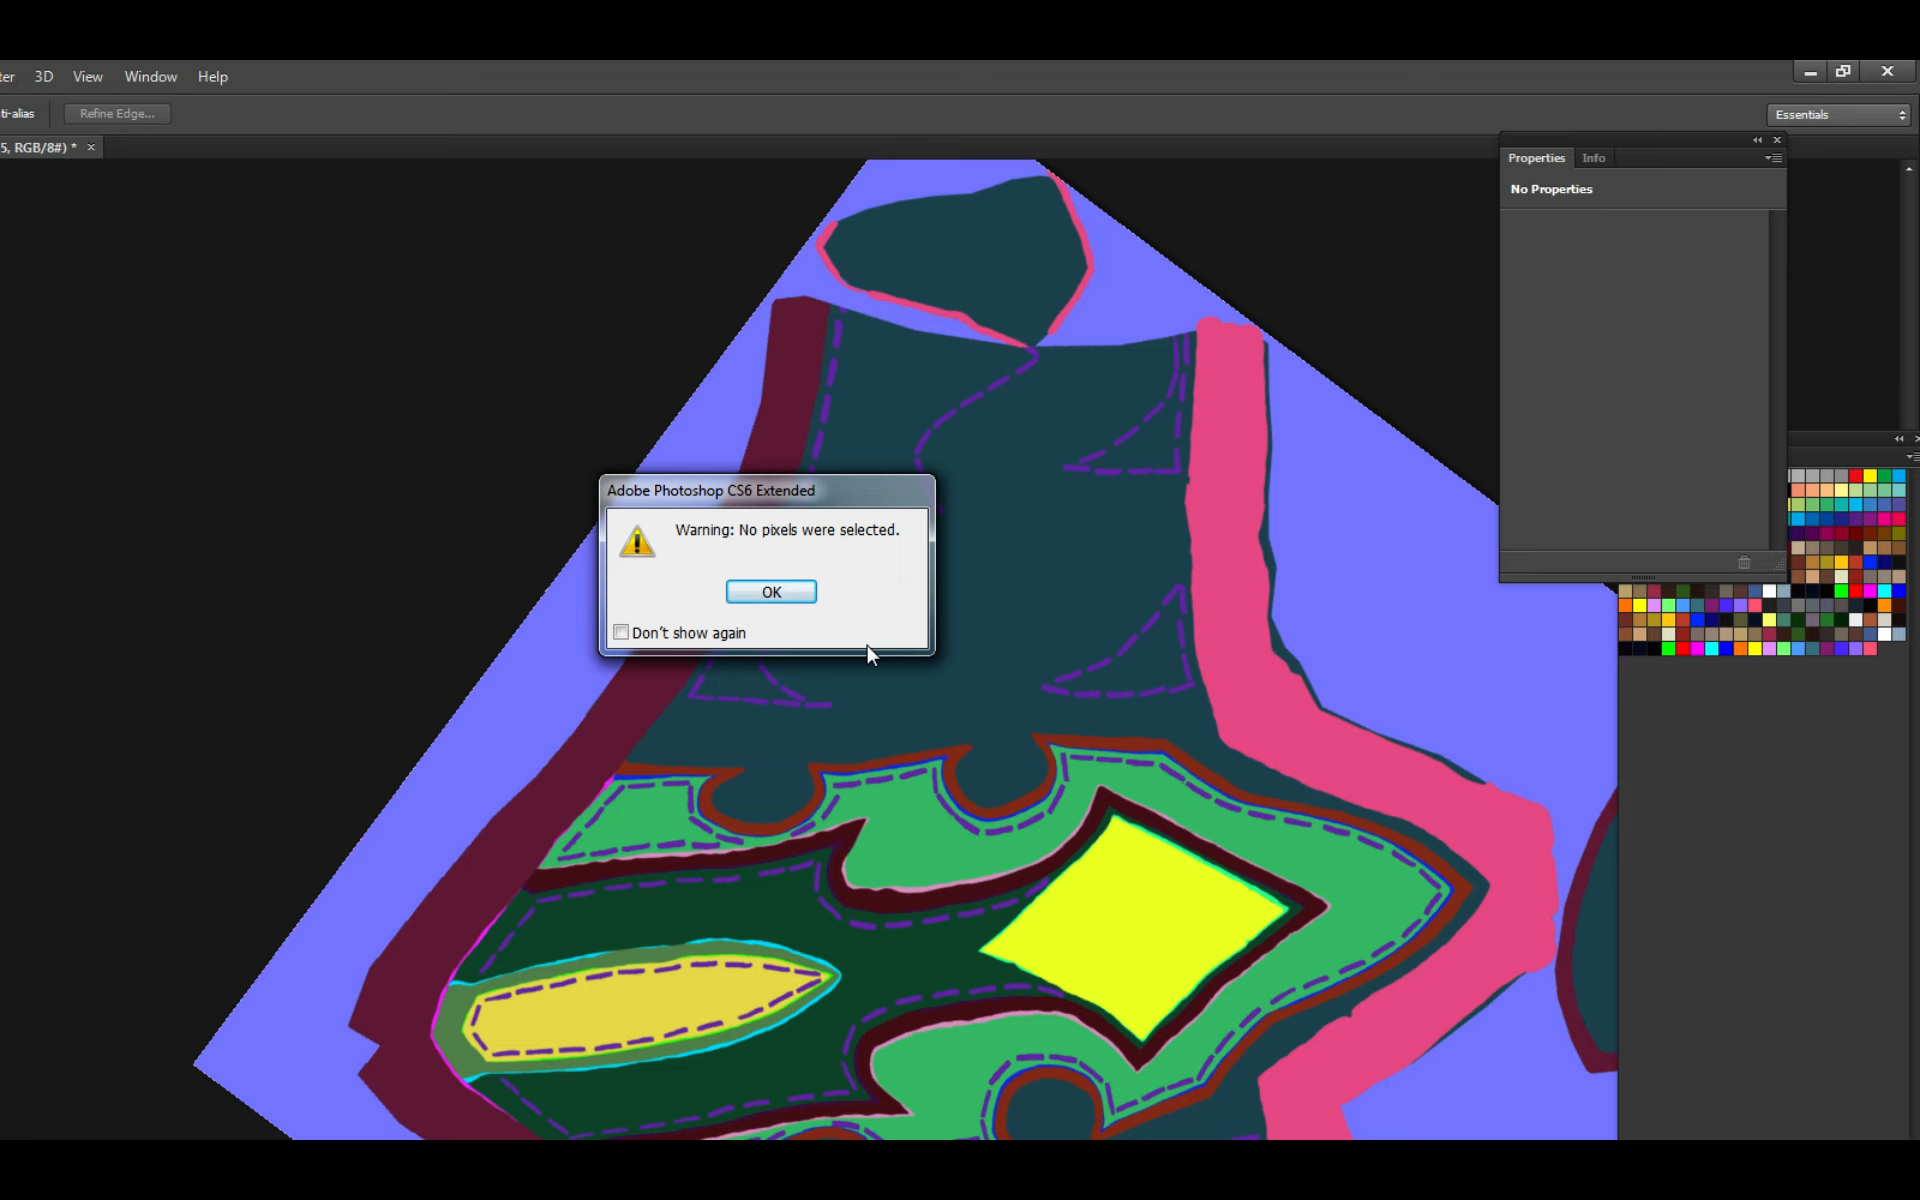 ter 3D View Window Help
ti-alias Refine Edge... Essentials
5, RGB/8#) * ×
Properties Info
No Properties
Adobe Photoshop CS6 Extended
Warning: No pixels were selected.
OK
Don't show again